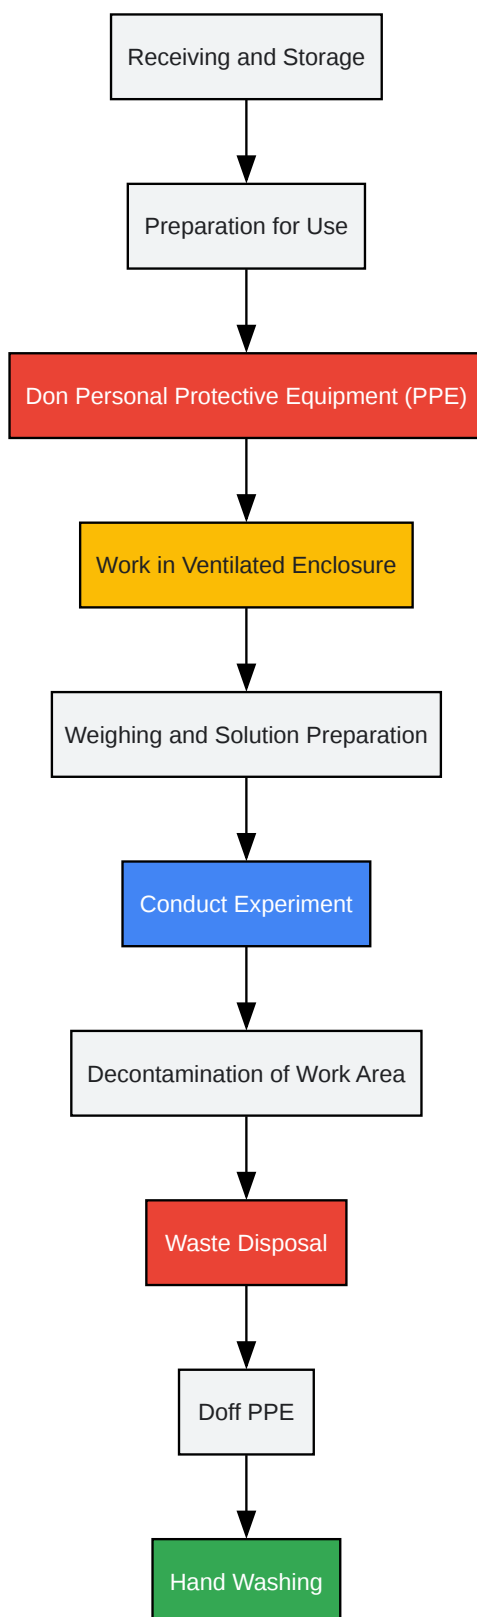 Receiving and Storage
Preparation for Use
Don Personal Protective Equipment (PPE)
Work in Ventilated Enclosure
Weighing and Solution Preparation
Conduct Experiment
Decontamination of Work Area
Waste Disposal
Doff PPE
Hand Washing